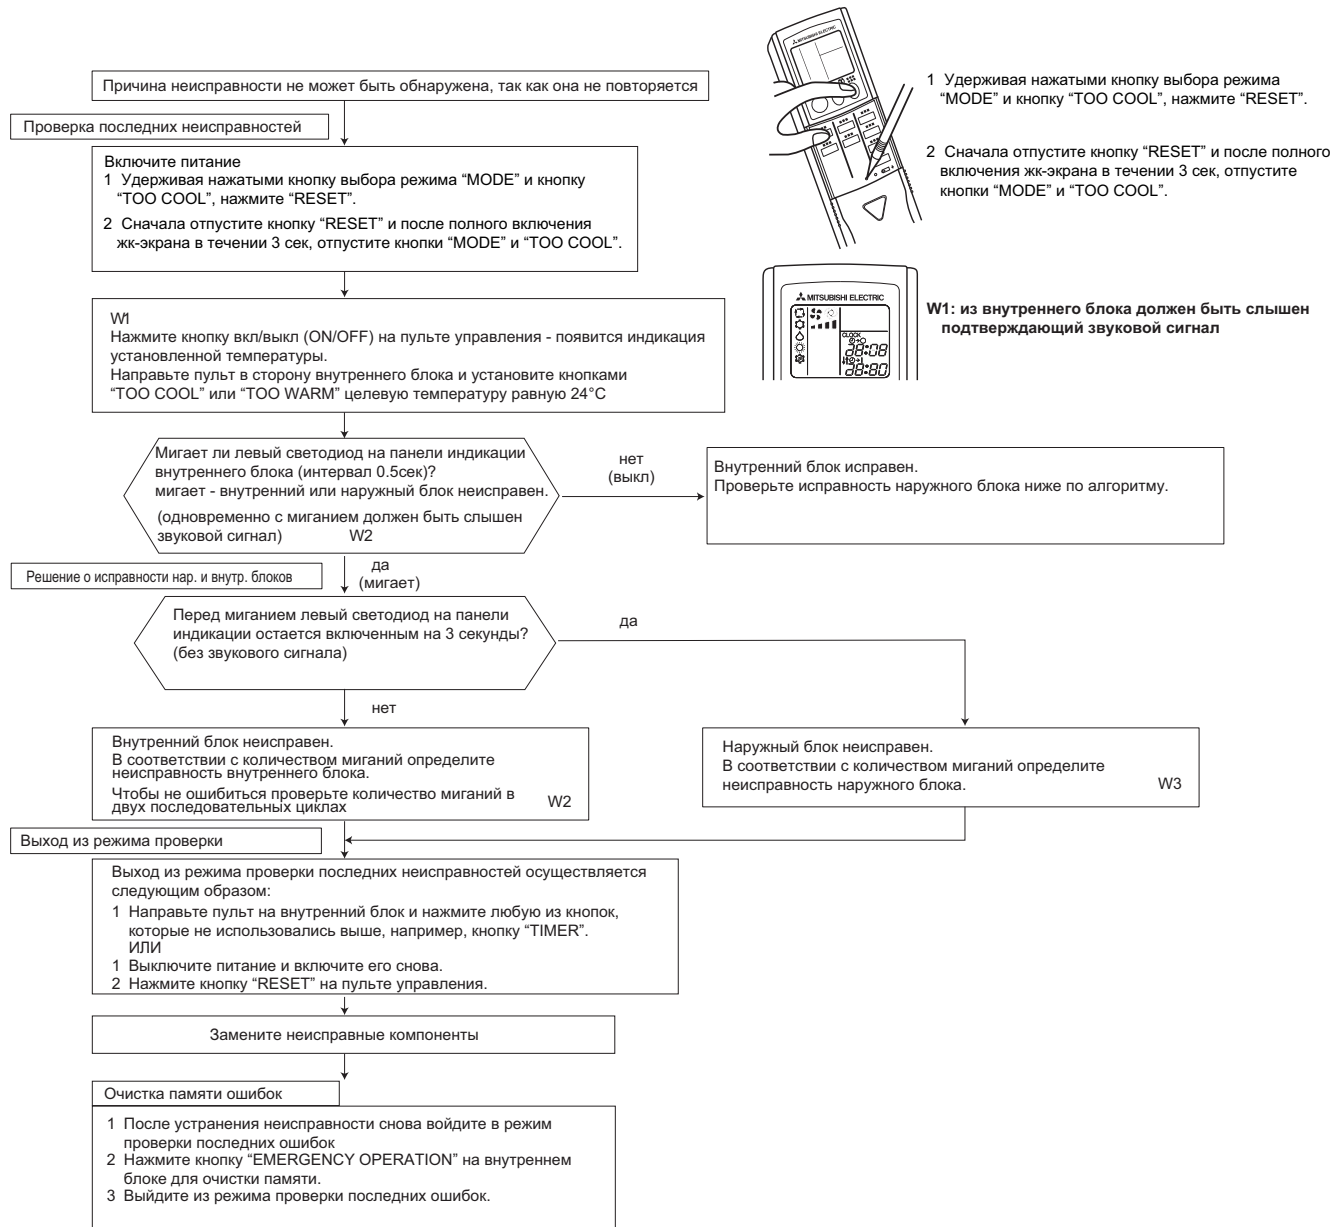 Причина неисправности не может быть обнаружена, так как она не повторяется
Проверка последних неисправностей
Включите питание
1 Удерживая нажатыми кнопку выбора режима “MODE” и кнопку
“TOO COOL”, нажмите “RESET”.
2 Сначала отпустите кнопку “RESET” и после полного включения
жк-экрана в течении 3 сек, отпустите кнопки “MODE” и “TOO COOL”.
MITSUBISHI ELECTRIC
1 Удерживая нажатыми кнопку выбора режима
“MODE” и кнопку “TOO COOL”, нажмите “RESET”.
2 Сначала отпустите кнопку “RESET” и после полного
включения жк-экрана в течении 3 сек, отпустите
кнопки “MODE” и “TOO COOL”.
MITSUBISHI ELECTRIC
CLOCK
W1: из внутреннего блока должен быть слышен
подтверждающий звуковой сигнал
W1
Нажмите кнопку вкл/выкл (ON/OFF) на пульте управления - появится индикация
установленной температуры.
Направьте пульт в сторону внутреннего блока и установите кнопками
“TOO COOL” или “TOO WARM” целевую температуру равную 24°C
Мигает ли левый светодиод на панели индикации
внутреннего блока (интервал 0.5сек)?
мигает - внутренний или наружный блок неисправен.
(одновременно с миганием должен быть слышен
звуковой сигнал) W2
нет
(выкл)
Внутренний блок исправен.
Проверьте исправность наружного блока ниже по алгоритму.
да
(мигает)
Решение о исправности нар. и внутр. блоков
Перед миганием левый светодиод на панели
индикации остается включенным на 3 секунды?
(без звукового сигнала)
да
нет
Внутренний блок неисправен.
В соответствии с количеством миганий определите
неисправность внутреннего блока.
Чтобы не ошибиться проверьте количество миганий в
двух последовательных циклах W2
Наружный блок неисправен.
В соответствии с количеством миганий определите
неисправность наружного блока. W3
Выход из режима проверки
Выход из режима проверки последних неисправностей осуществляется
следующим образом:
1 Направьте пульт на внутренний блок и нажмите любую из кнопок,
которые не использовались выше, например, кнопку “TIMER”.
ИЛИ
1 Выключите питание и включите его снова.
2 Нажмите кнопку “RESET” на пульте управления.
Замените неисправные компоненты
Очистка памяти ошибок
1 После устранения неисправности снова войдите в режим
проверки последних ошибок
2 Нажмите кнопку “EMERGENCY OPERATION” на внутреннем
блоке для очистки памяти.
3 Выйдите из режима проверки последних ошибок.